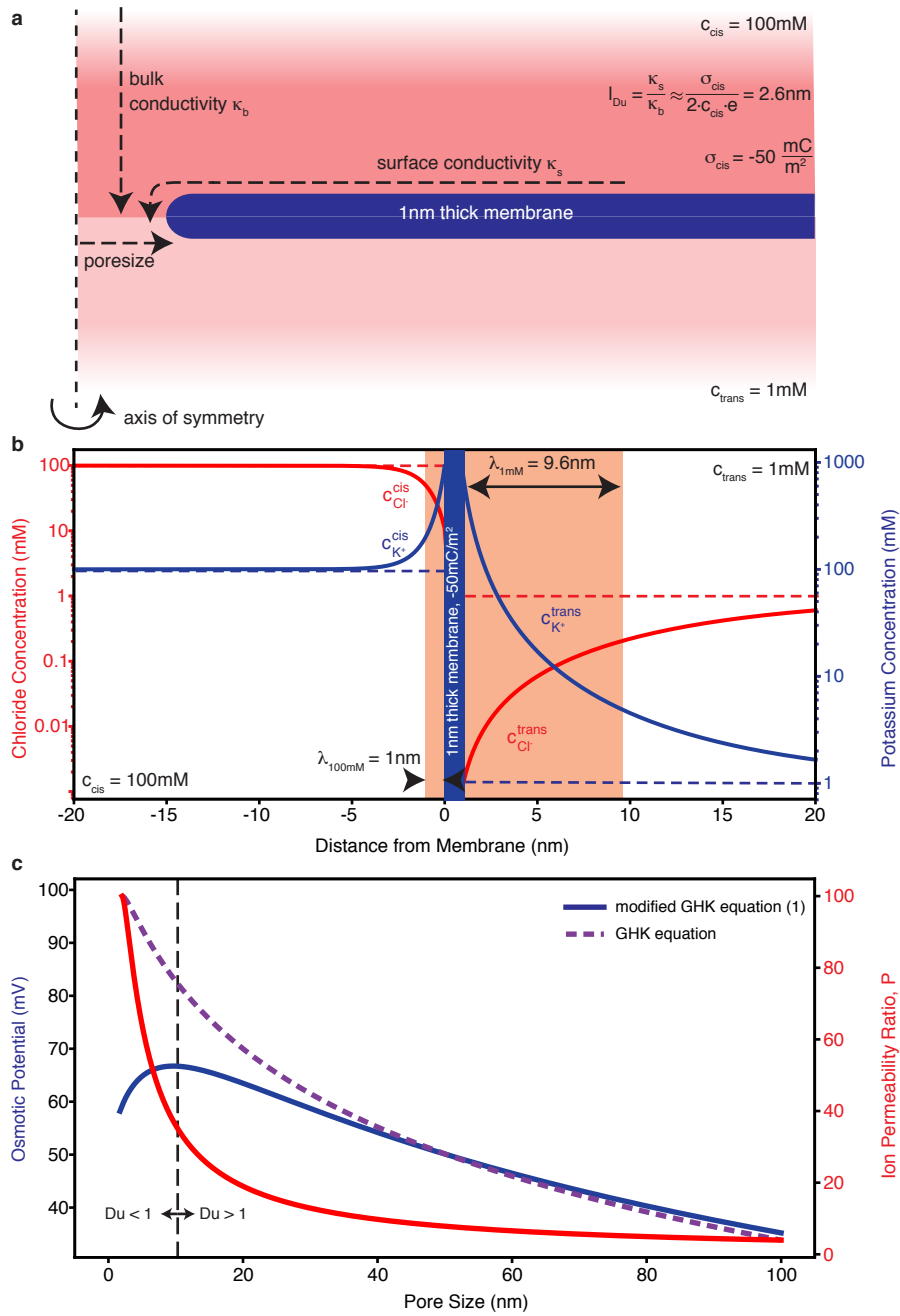 a
c_cis = 100mM
bulk
conductivity κ_b
l_Du = κ_s/κ_b ≈ σ_cis/2·c_cis·e = 2.6nm
σ_cis = -50 mC/m²
surface conductivity κ_s
1nm thick membrane
poresize
c_trans = 1mM
axis of symmetry
b
λ_1mM = 9.6nm
c_trans = 1mM
c_Cl-^cis
c_K+^cis
c_K+^trans
c_Cl-^trans
1nm thick membrane, -50mC/m²
λ_100mM = 1nm
c_cis = 100mM
Chloride Concentration (mM)
100
10
1
0.1
0.01
Potassium Concentration (mM)
1000
100
10
1
-20 -15 -10 -5 0 5 10 15 20
Distance from Membrane (nm)
c
modified GHK equation (1)
GHK equation
Osmotic Potential (mV)
100
90
80
70
60
50
40
Ion Permeability Ratio, P
100
80
60
40
20
0
Du < 1
Du > 1
0 20 40 60 80 100
Pore Size (nm)